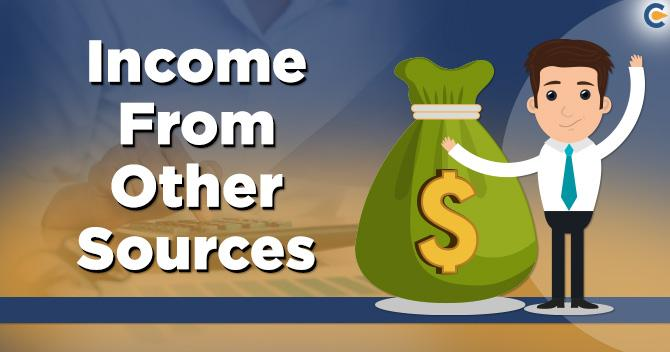 Income
From
Other
Sources
$
C